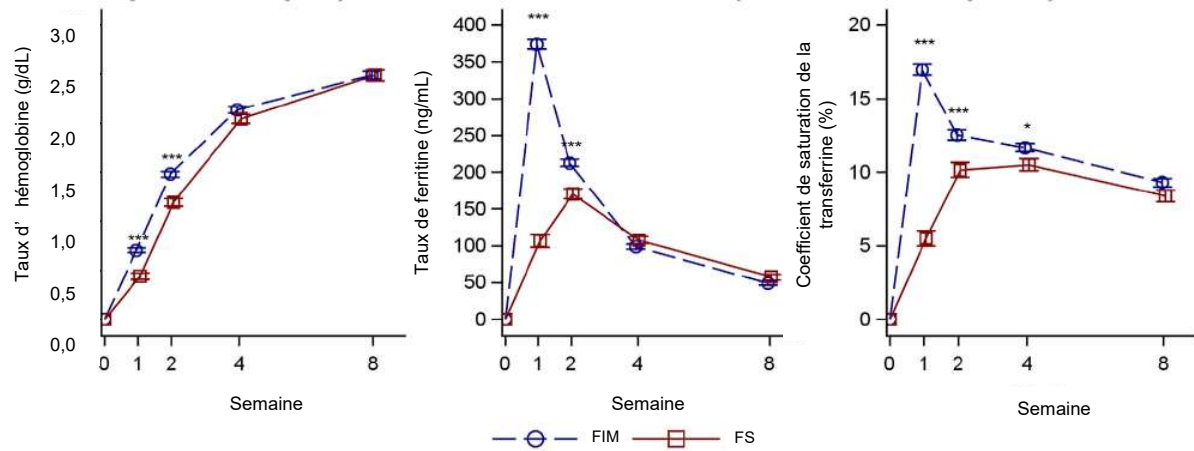 Taux d’ hémoglobine (g/dL)
3,0
2,5
2,0
1,5
1,0
0,5
0,0
***
***
0 1 2 4 8
Semaine
Taux de ferritine (ng/mL)
400
350
300
250
200
150
100
50
0
***
***
0 1 2 4 8
Semaine
Coefficient de saturation de la
transferrine (%)
20
15
10
5
0
***
***
*
0 1 2 4 8
Semaine
FIM FS